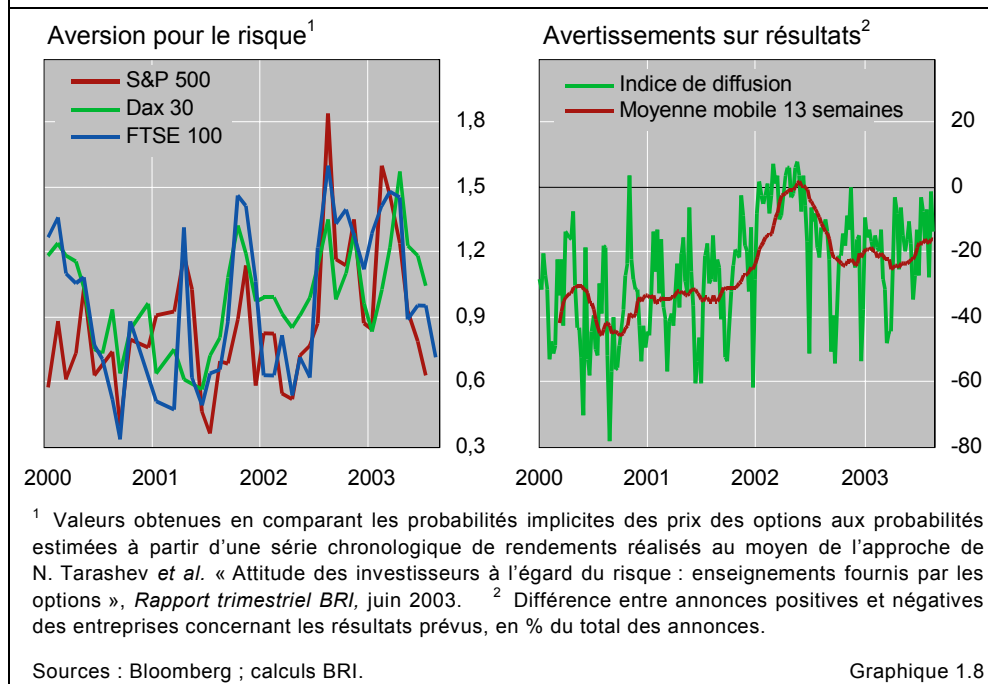 Aversion pour le risque1
S&P 500
Dax 30
FTSE 100
1,8
1,5
1,2
0,9
0,6
0,3
2000 2001 2002 2003
Avertissements sur résultats2
Indice de diffusion
Moyenne mobile 13 semaines
20
0
-20
-40
-60
-80
2000 2001 2002 2003
1 Valeurs obtenues en comparant les probabilités implicites des prix des options aux probabilités
estimées à partir d'une série chronologique de rendements réalisés au moyen de l'approche de
N. Tarashev et al. « Attitude des investisseurs à l'égard du risque : enseignements fournis par les
options », Rapport trimestriel BRI, juin 2003. 2 Différence entre annonces positives et négatives
des entreprises concernant les résultats prévus, en % du total des annonces.
Sources : Bloomberg ; calculs BRI. Graphique 1.8